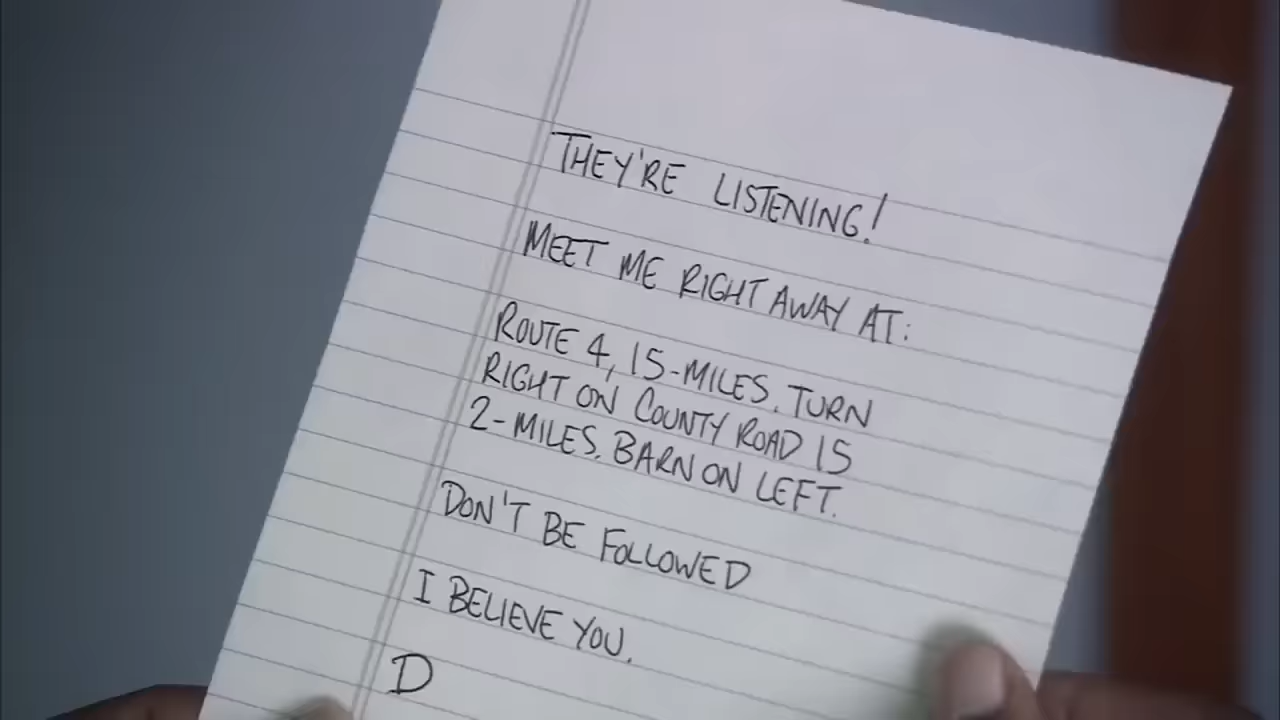 THEY'RE LISTENING!
MEET ME RIGHT AWAY AT:
ROUTE 4, 15-MILES. TURN
RIGHT ON COUNTY ROAD 15
2-MILES. BARN ON LEFT.
DON'T BE FOLLOWED
I BELIEVE YOU.
D